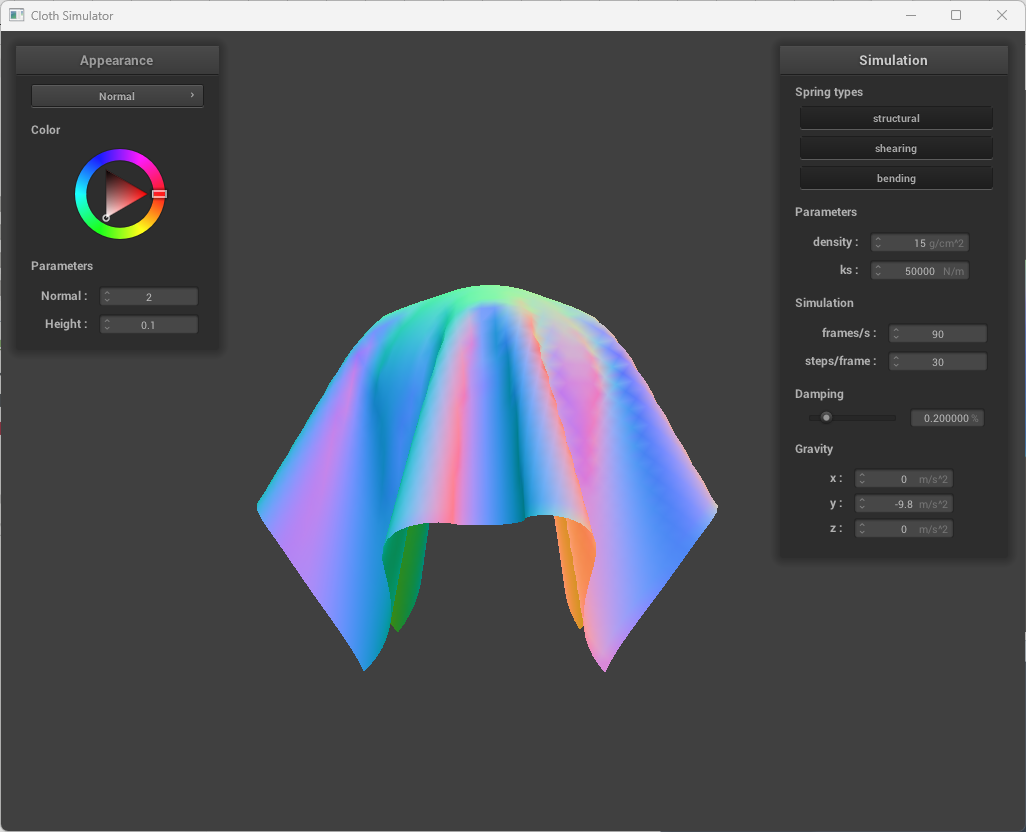 Cloth Simulator
Appearance
Normal
Color
Parameters
Normal : 2
Height : 0.1
Simulation
Spring types
structural
shearing
bending
Parameters
density : 15 g/cm^2
ks : 50000 N/m
Simulation
frames/s : 90
steps/frame : 30
Damping
0.200000 %
Gravity
x : 0 m/s^2
y : -9.8 m/s^2
z : 0 m/s^2